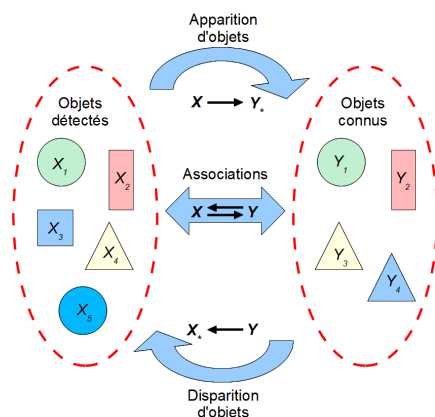 Apparition
d'objets
X → Y*
Objets
détectés
Objets
connus
X1
X2
Y1
Y2
Associations
X ⇄ Y
X3
X4
Y3
Y4
X5
X* ← Y
Disparition
d'objets